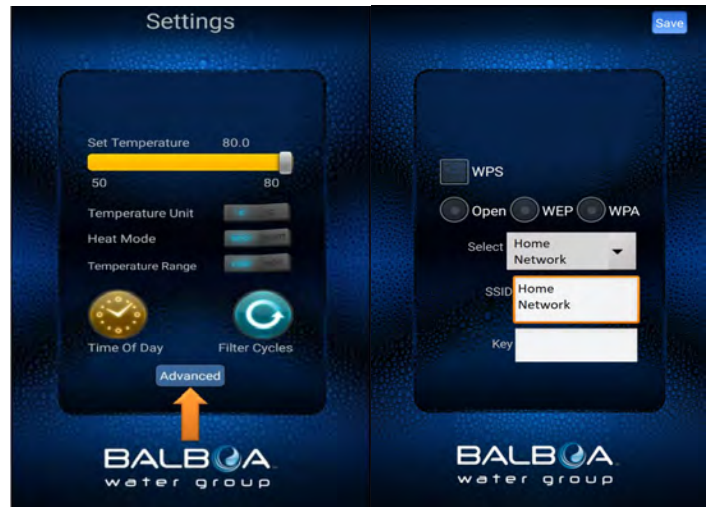 Settings
Set Temperature 80.0
50 80
Temperature Unit
Heat Mode
Temperature Range
Time Of Day Filter Cycles
Advanced
BALBOA
water group
Save
WPS
Open WEP WPA
Select Home
Network
SSID Home
Network
Key
BALBOA
water group